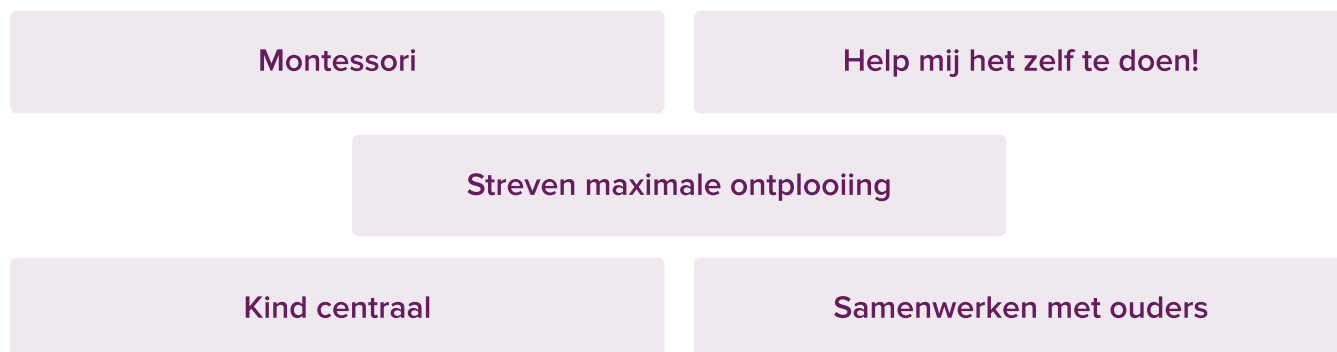 Montessori
Help mij het zelf te doen!
Streven maximale ontplooiing
Kind centraal
Samenwerken met ouders